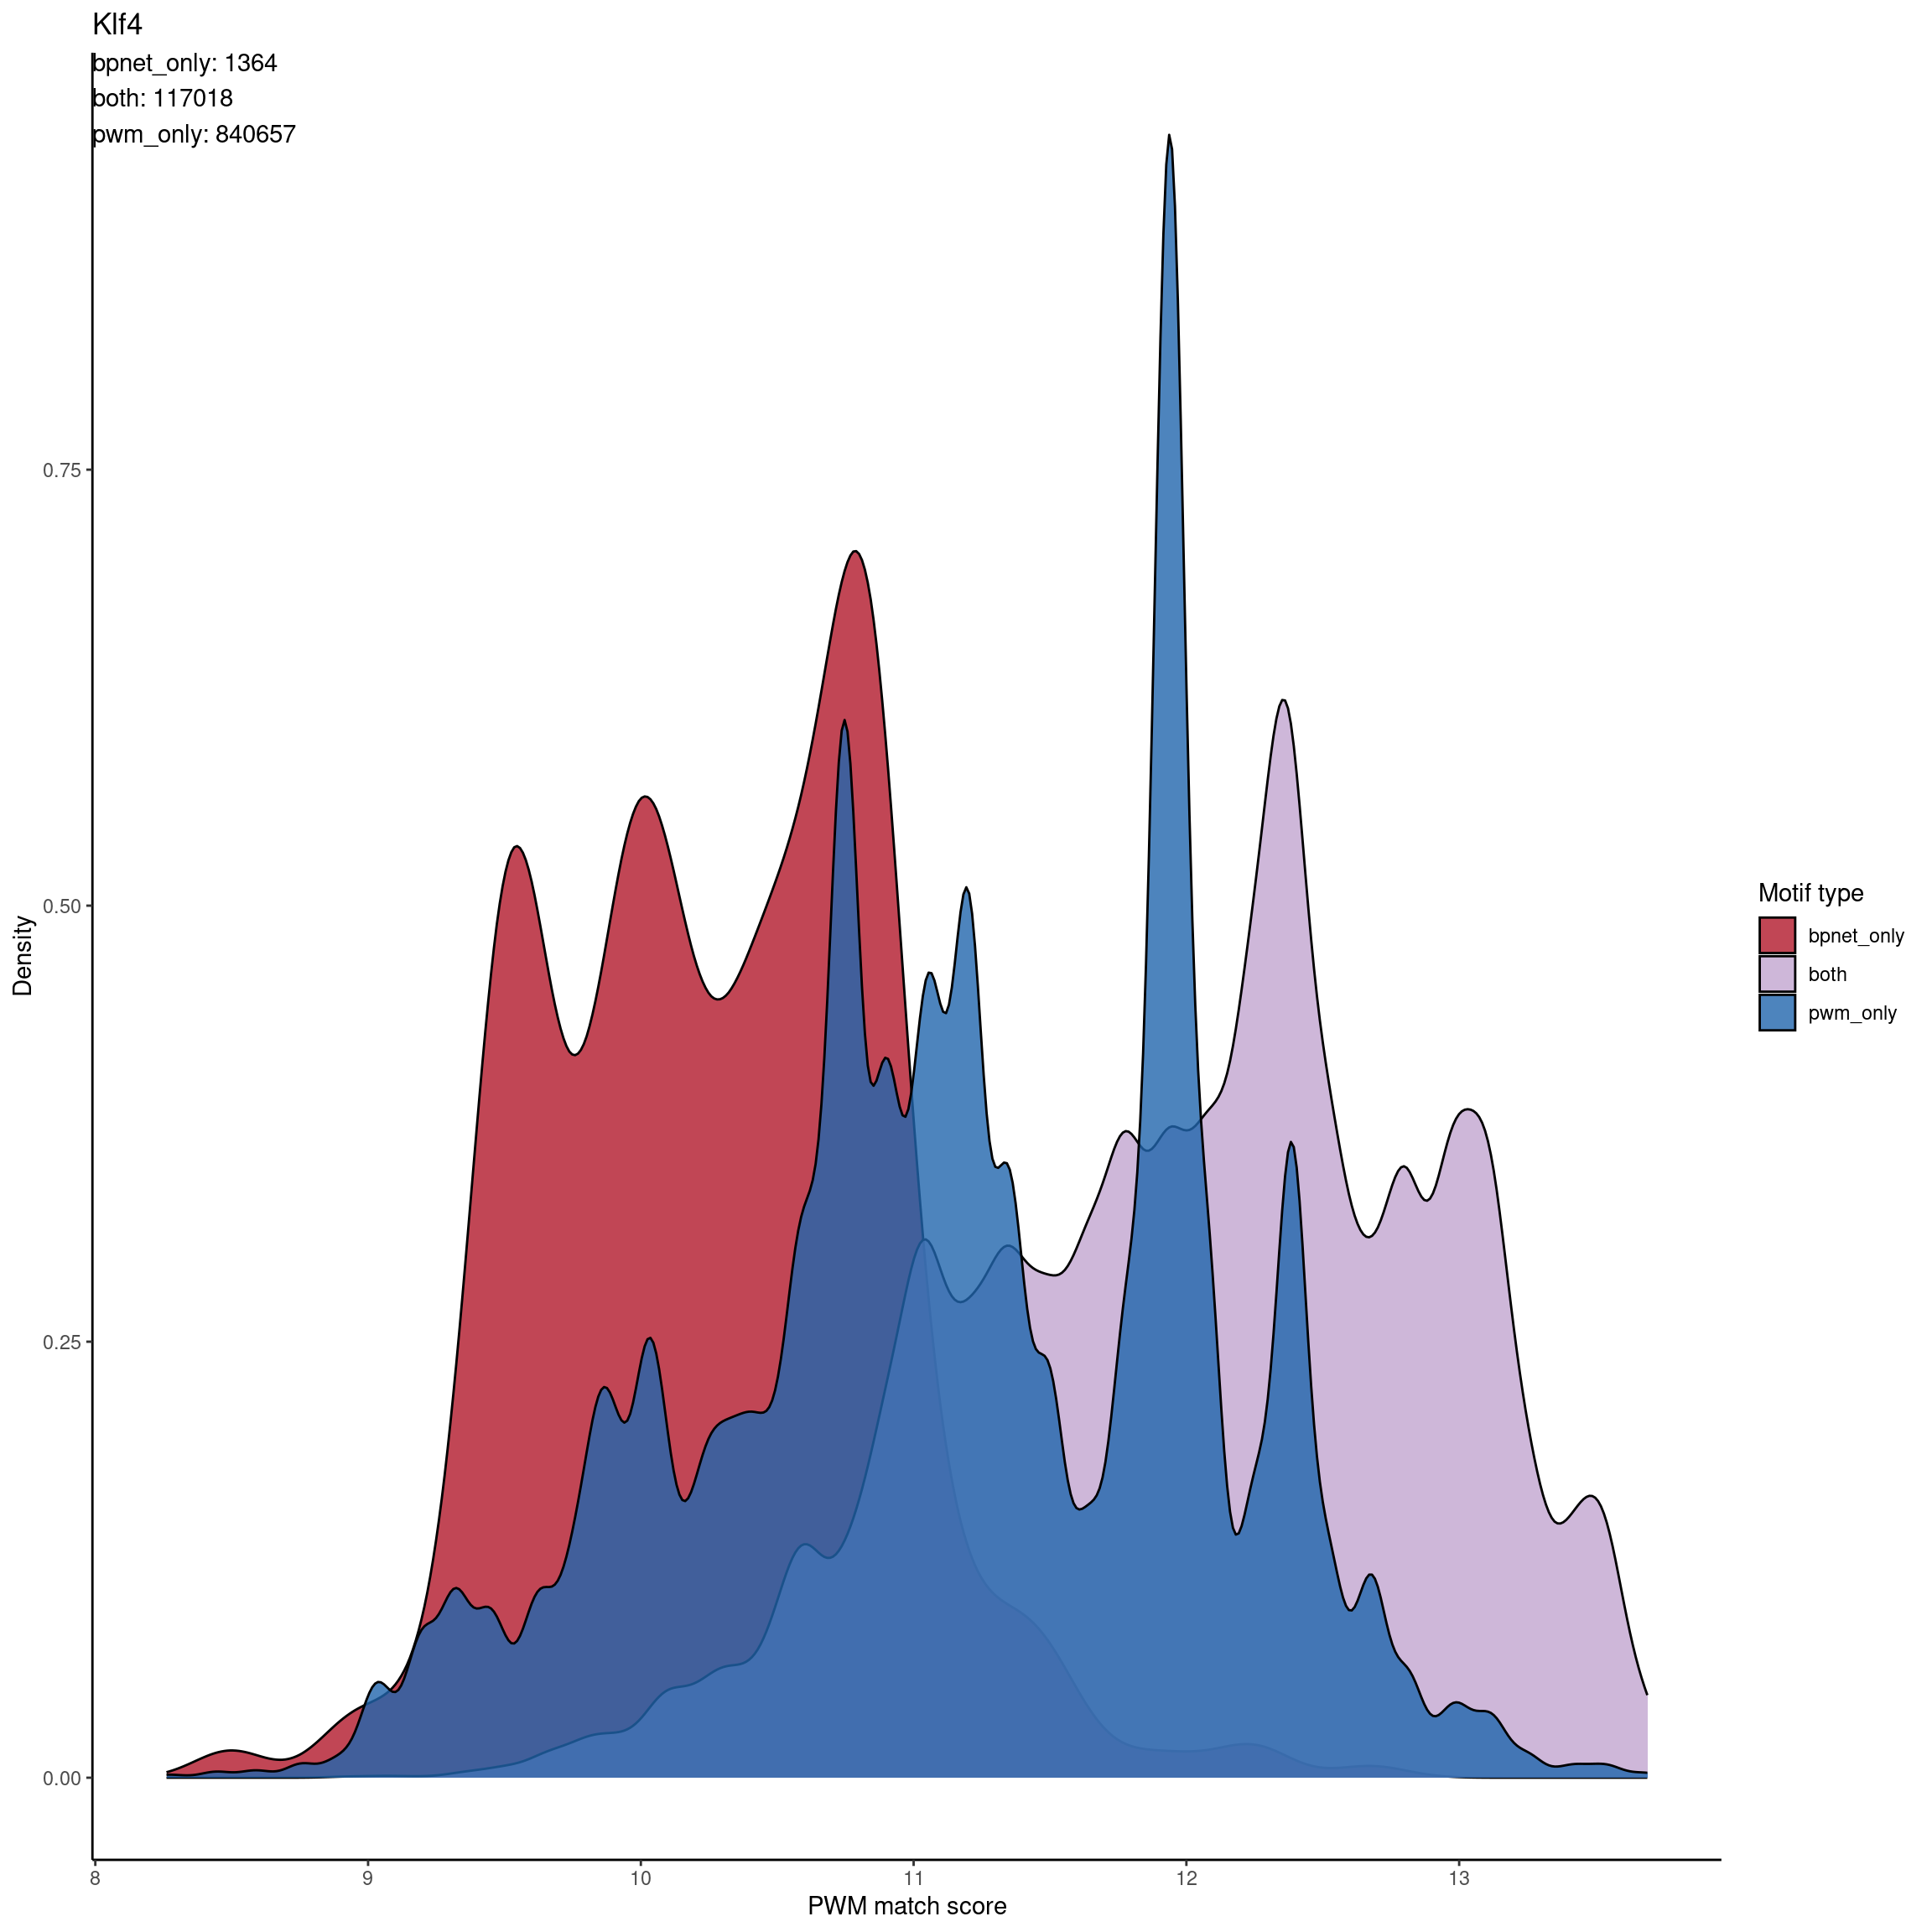 Klf4
bpnet_only: 1364
both: 117018
pwm_only: 840657
Density
0.75
0.50
0.25
0.00
8 9 10 11 12 13
PWM match score
Motif type
bpnet_only
both
pwm_only